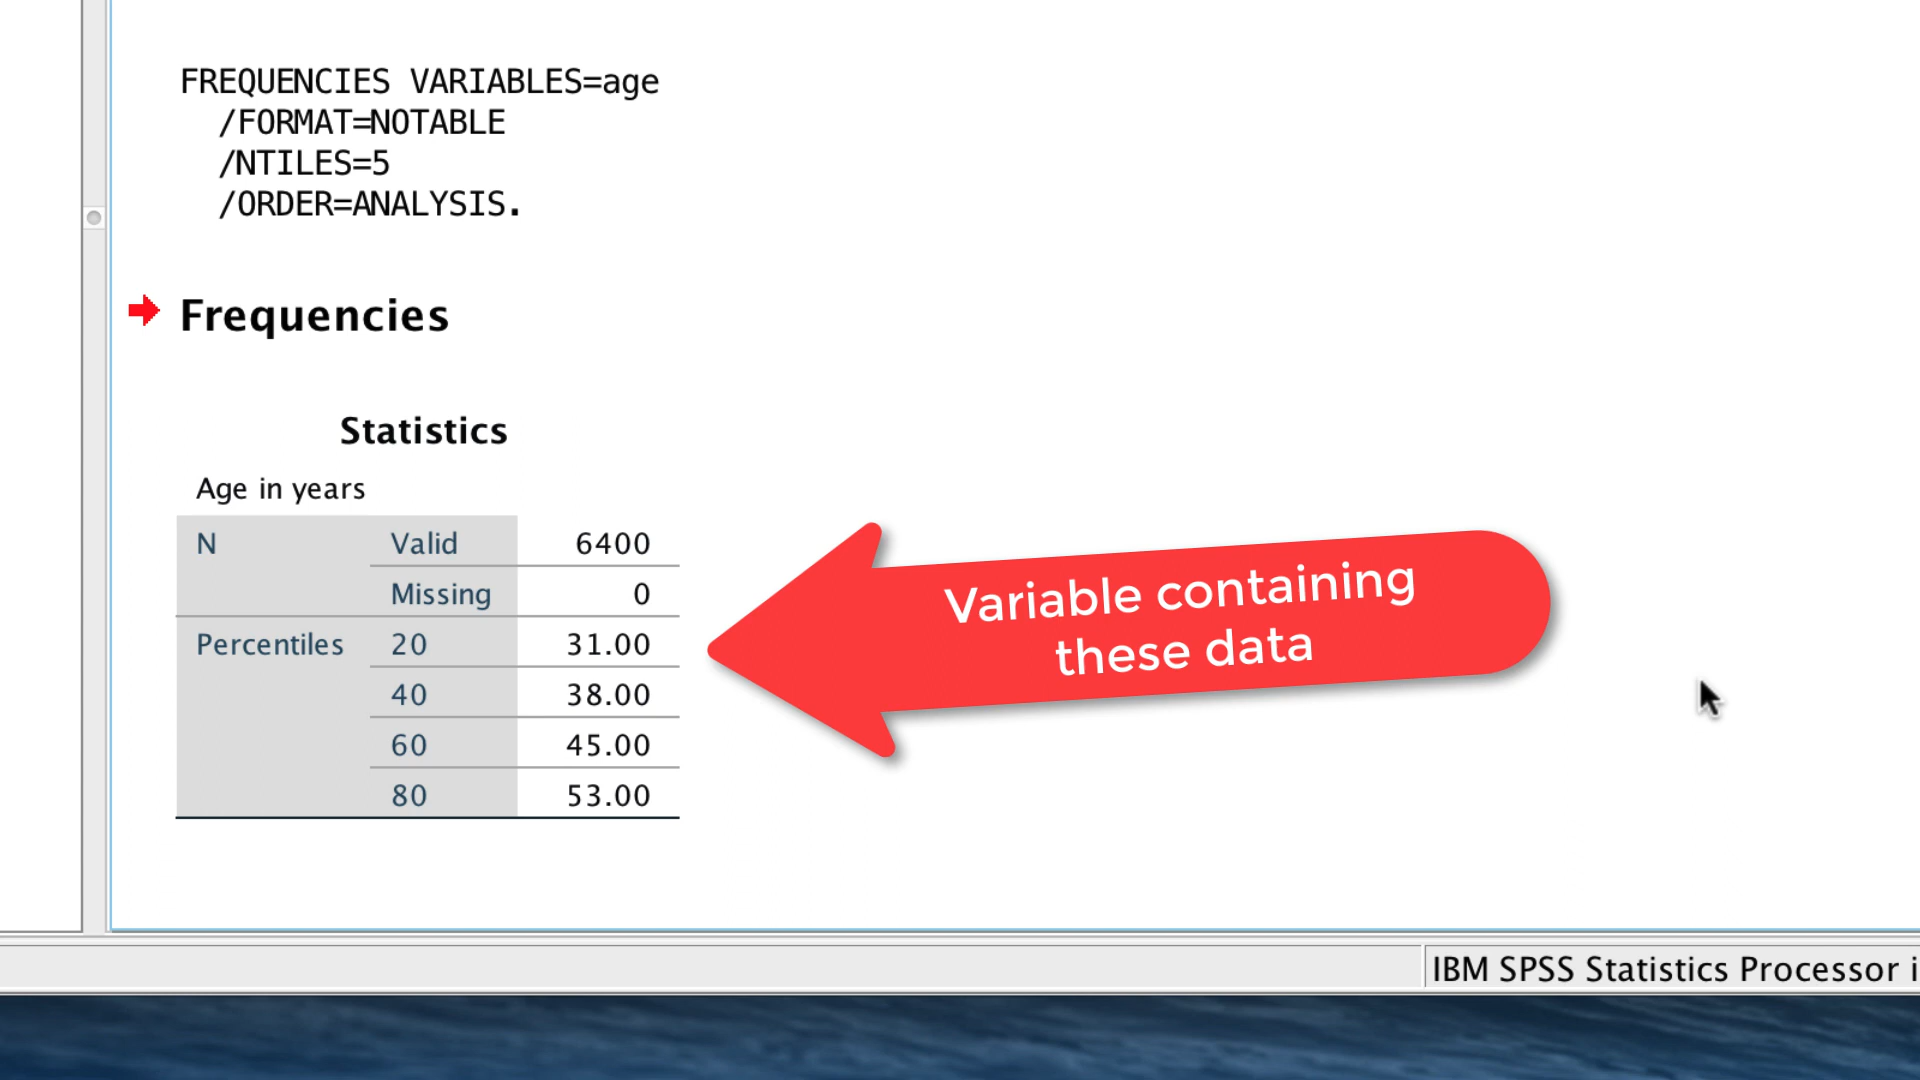 FREQUENCIES VARIABLES=age
/FORMAT=NOTABLE
/NTILES=5
/ORDER=ANALYSIS.
Frequencies
Statistics
Age in years
N Valid 6400
Missing 0
Percentiles 20 31.00
40 38.00
60 45.00
80 53.00
Variable containing
these data
IBM SPSS Statistics Processor i